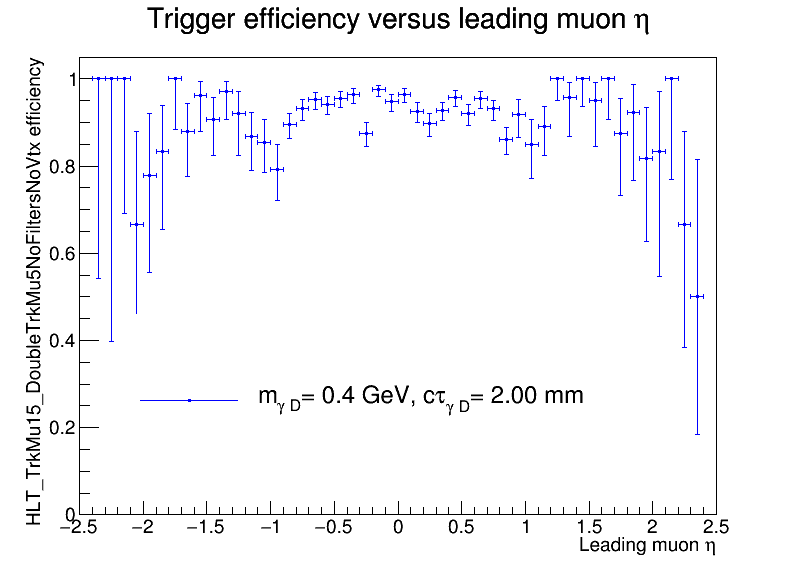 Trigger efficiency versus leading muon η
HLT_TrkMu15_DoubleTrkMu5NoFiltersNoVtx efficiency
1
0.8
0.6
0.4
0.2
0
mγ D= 0.4 GeV, cτγ D= 2.00 mm
−2.5 −2 −1.5 −1 −0.5 0 0.5 1 1.5 2 2.5
Leading muon η